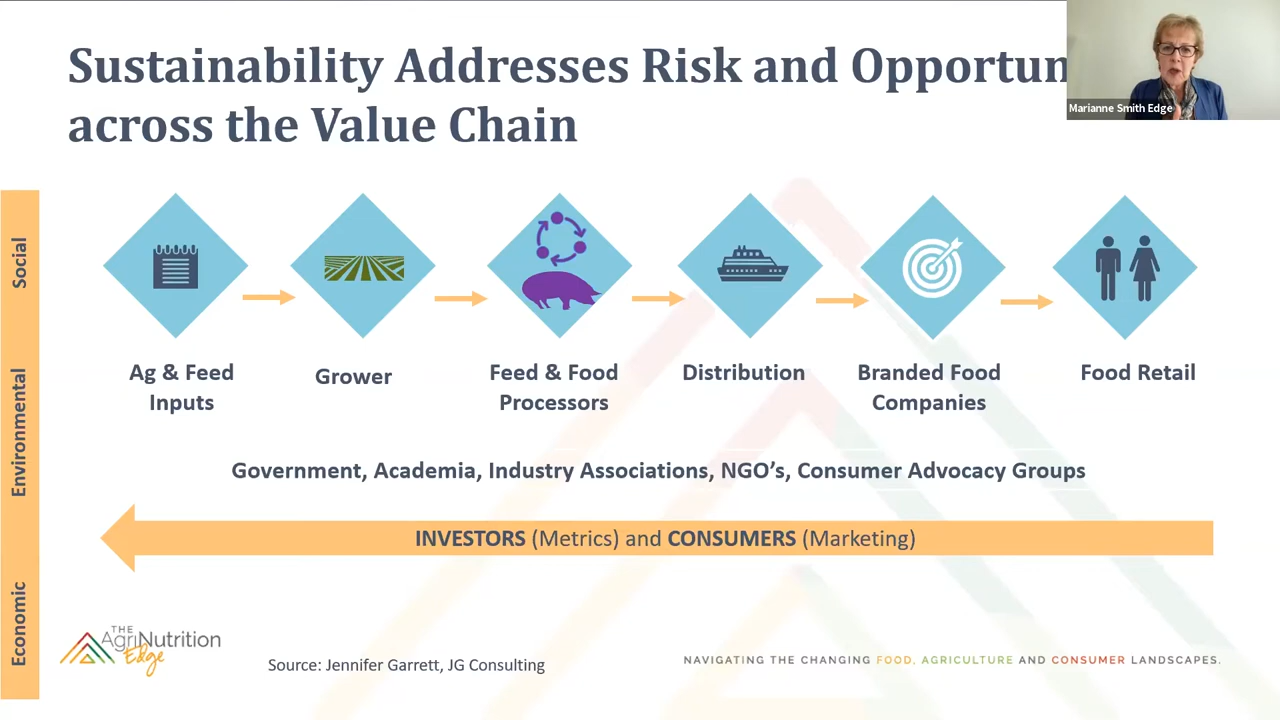 Sustainability Addresses Risk and Opportun
across the Value Chain
Marianne Smith Edge
Social
Environmental
Economic
Ag & Feed
Inputs
Grower
Feed & Food
Processors
Distribution
Branded Food
Companies
Food Retail
Government, Academia, Industry Associations, NGO’s, Consumer Advocacy Groups
INVESTORS (Metrics) and CONSUMERS (Marketing)
THE
AgriNutrition
Edge
Source: Jennifer Garrett, JG Consulting
NAVIGATING THE CHANGING FOOD, AGRICULTURE AND CONSUMER LANDSCAPES.